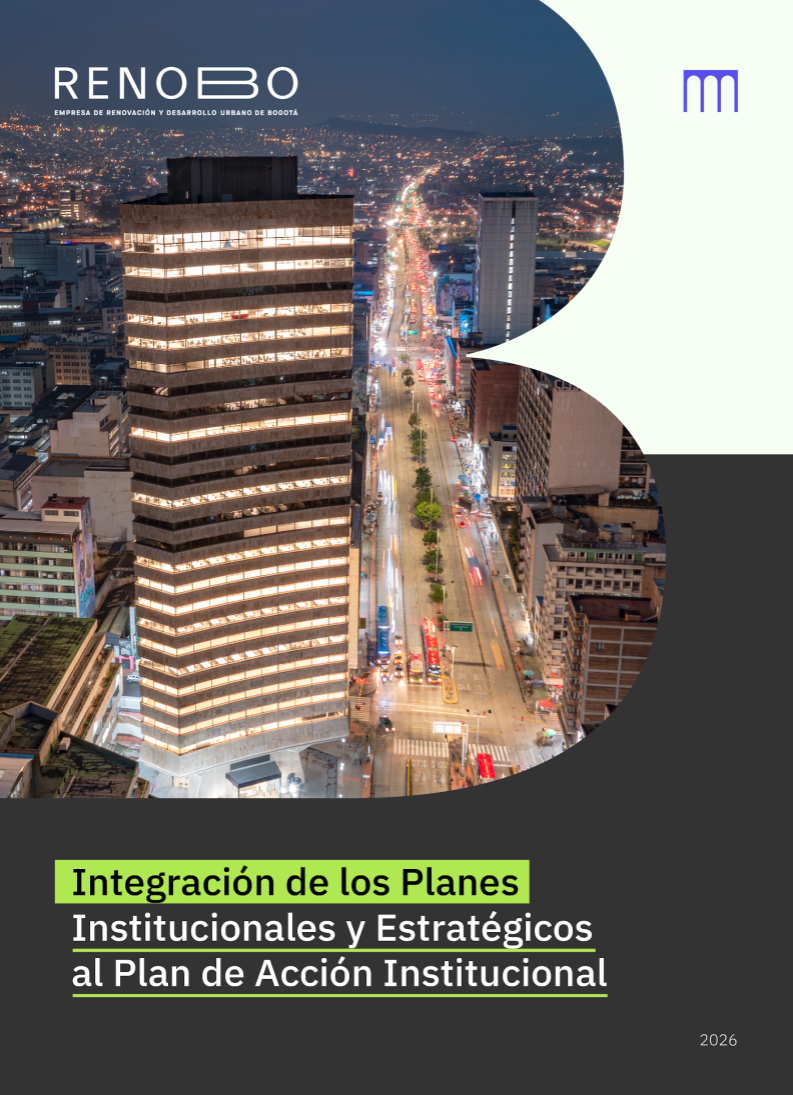 RENOBO
EMPRESA DE RENOVACIÓN Y DESARROLLO URBANO DE BOGOTÁ
Integración de los Planes
Institucionales y Estratégicos
al Plan de Acción Institucional
2026